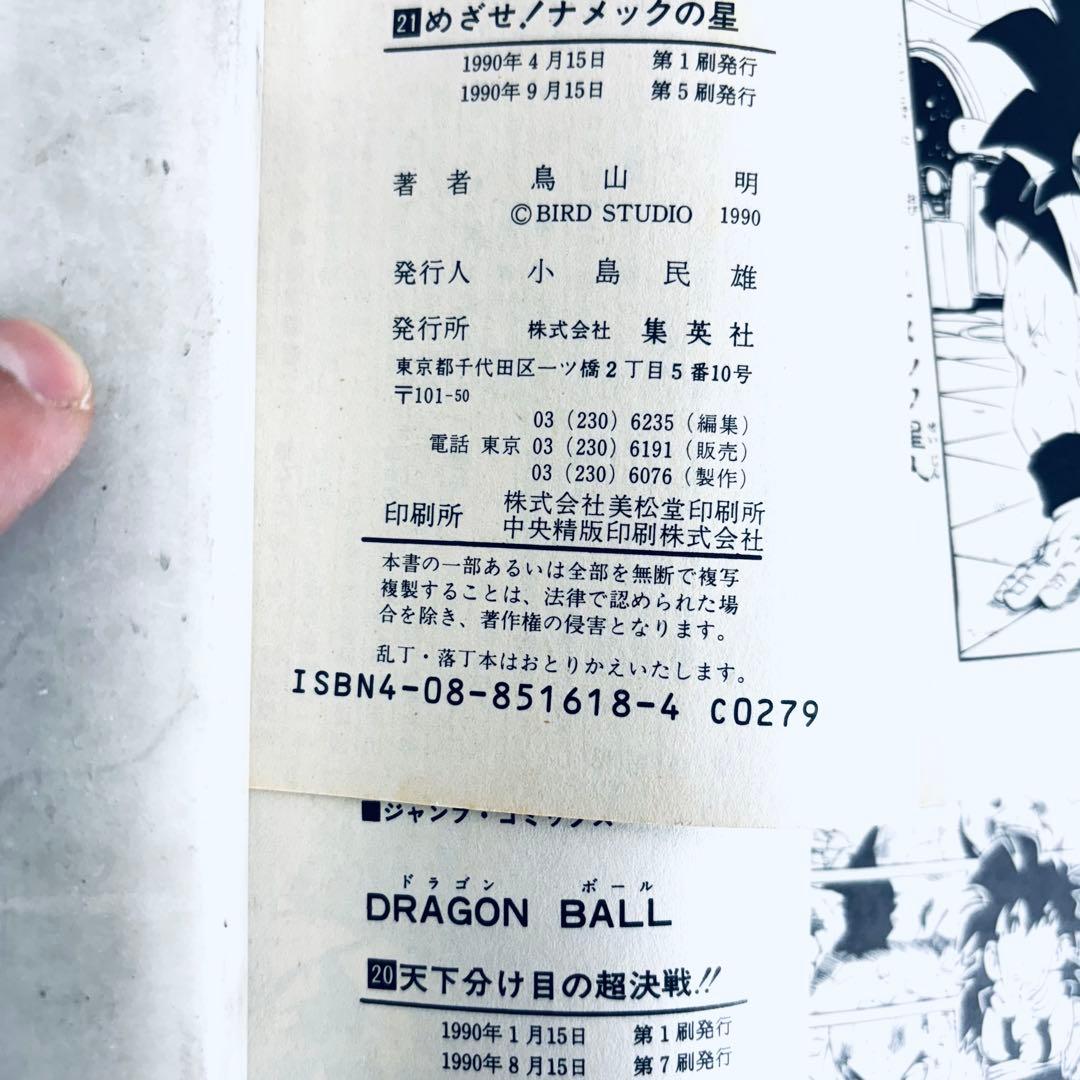 21めざせ!ナメックの星
1990年4月15日 第1刷発行
1990年9月15日 第5刷発行
著者 鳥山 明
©BIRD STUDIO 1990
発行人 小島民雄
発行所 株式会社 集英社
東京都千代田区一ツ橋2丁目5番10号
〒101-50
03(230)6235(編集)
電話 東京 03(230)6191(販売)
03(230)6076(製作)
印刷所 株式会社美松堂印刷所
中央精版印刷株式会社
本書の一部あるいは全部を無断で複写
複製することは、法律で認められた場
合を除き、著作権の侵害となります。
乱丁・落丁本はおとりかえいたします。
ISBN4-08-851618-4 C0279
■ジャンプ・コミックス
ドラゴン ボール
DRAGON BALL
20天下分け目の超決戦!!
1990年1月15日 第1刷発行
1990年8月15日 第7刷発行